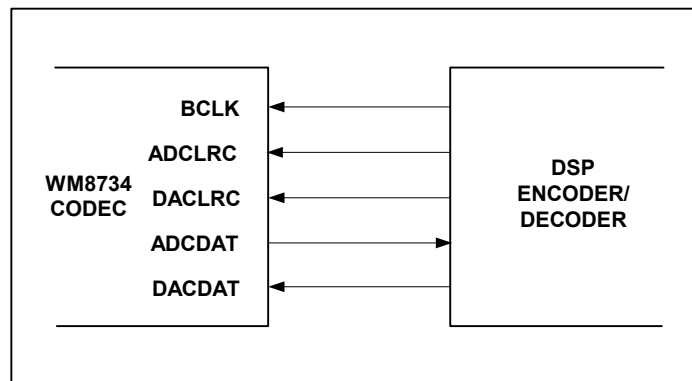 BCLK
ADCLRC
WM8734
CODEC
DACLRC
ADCDAT
DACDAT
DSP
ENCODER/
DECODER